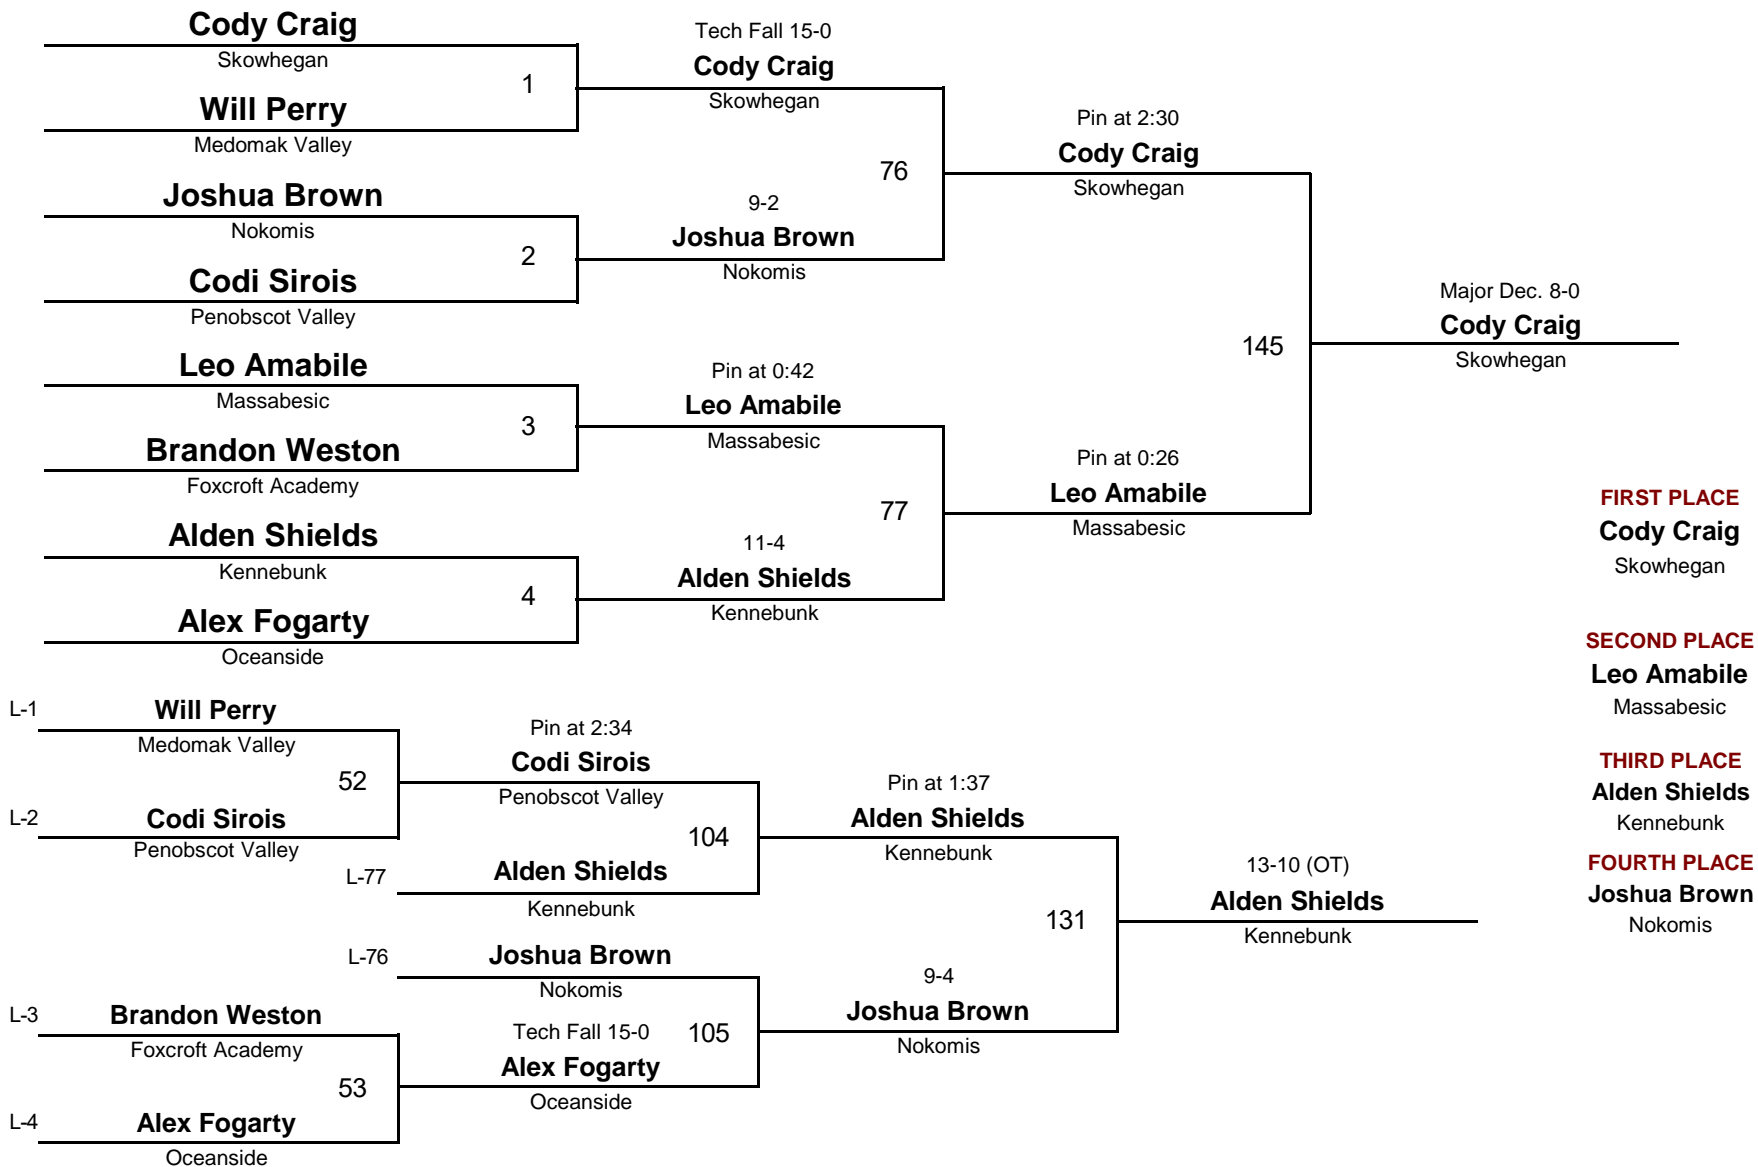 Cody Craig
Skowhegan
1
Will Perry
Medomak Valley
Joshua Brown
Nokomis
2
Codi Sirois
Penobscot Valley
Leo Amabile
Massabesic
3
Brandon Weston
Foxcroft Academy
Alden Shields
Kennebunk
4
Alex Fogarty
Oceanside
Tech Fall 15-0
Cody Craig
Skowhegan
76
9-2
Joshua Brown
Nokomis
Pin at 0:42
Leo Amabile
Massabesic
77
11-4
Alden Shields
Kennebunk
Pin at 2:30
Cody Craig
Skowhegan
145
Pin at 0:26
Leo Amabile
Massabesic
Major Dec. 8-0
Cody Craig
Skowhegan
FIRST PLACE
Cody Craig
Skowhegan
SECOND PLACE
Leo Amabile
Massabesic
THIRD PLACE
Alden Shields
Kennebunk
FOURTH PLACE
Joshua Brown
Nokomis
L-1
Will Perry
Medomak Valley
52
L-2
Codi Sirois
Penobscot Valley
Pin at 2:34
Codi Sirois
Penobscot Valley
104
L-77
Alden Shields
Kennebunk
L-76
Joshua Brown
Nokomis
105
L-3
Brandon Weston
Foxcroft Academy
53
L-4
Alex Fogarty
Oceanside
Tech Fall 15-0
Alex Fogarty
Oceanside
Pin at 1:37
Alden Shields
Kennebunk
131
9-4
Joshua Brown
Nokomis
13-10 (OT)
Alden Shields
Kennebunk